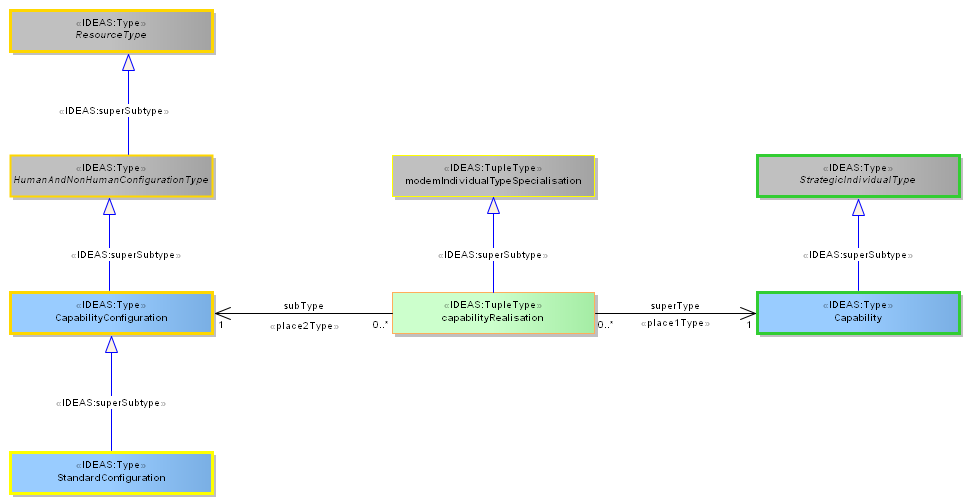 «IDEAS:Type»
ResourceType
«IDEAS:superSubtype»
«IDEAS:Type»
HumanAndNonHumanConfigurationType
«IDEAS:TupleType»
modemIndividualTypeSpecialisation
«IDEAS:Type»
StrategicIndividualType
«IDEAS:superSubtype»
«IDEAS:superSubtype»
«IDEAS:superSubtype»
«IDEAS:Type»
CapabilityConfiguration
subType
«place2Type»
1
0..*
«IDEAS:TupleType»
capabilityRealisation
superType
«place1Type»
0..*
1
«IDEAS:Type»
Capability
«IDEAS:superSubtype»
«IDEAS:Type»
StandardConfiguration